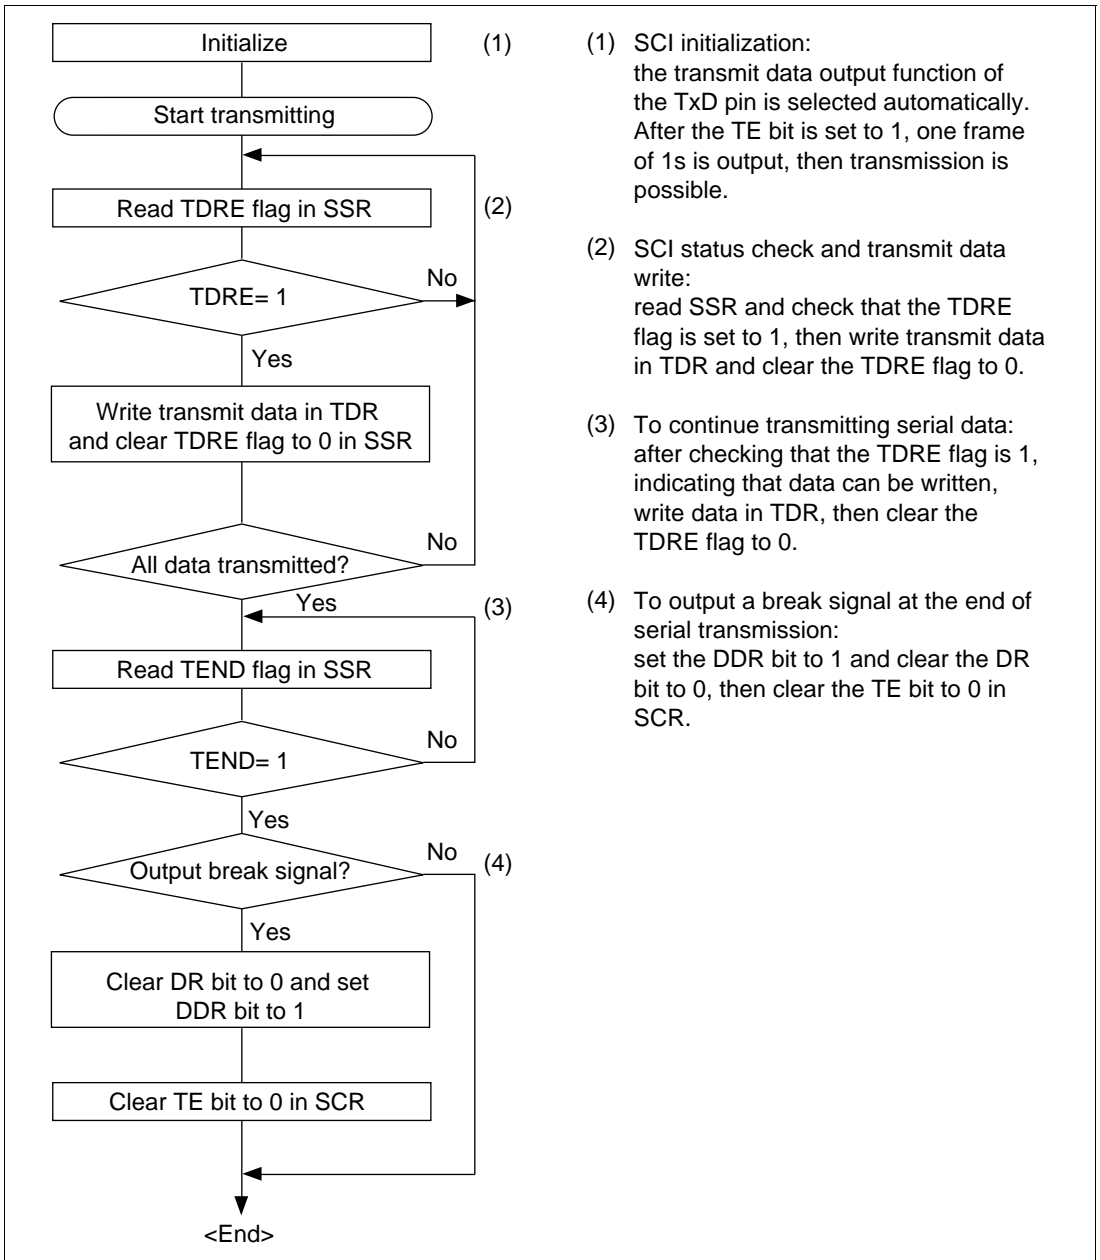 Initialize
(1)
Start transmitting
Read TDRE flag in SSR
(2)
TDRE= 1
No
Yes
Write transmit data in TDR
and clear TDRE flag to 0 in SSR
All data transmitted?
No
Yes
(3)
Read TEND flag in SSR
TEND= 1
No
Yes
Output break signal?
No
(4)
Yes
Clear DR bit to 0 and set
DDR bit to 1
Clear TE bit to 0 in SCR
<End>
(1) SCI initialization:
the transmit data output function of
the TxD pin is selected automatically.
After the TE bit is set to 1, one frame
of 1s is output, then transmission is
possible.
(2) SCI status check and transmit data
write:
read SSR and check that the TDRE
flag is set to 1, then write transmit data
in TDR and clear the TDRE flag to 0.
(3) To continue transmitting serial data:
after checking that the TDRE flag is 1,
indicating that data can be written,
write data in TDR, then clear the
TDRE flag to 0.
(4) To output a break signal at the end of
serial transmission:
set the DDR bit to 1 and clear the DR
bit to 0, then clear the TE bit to 0 in
SCR.